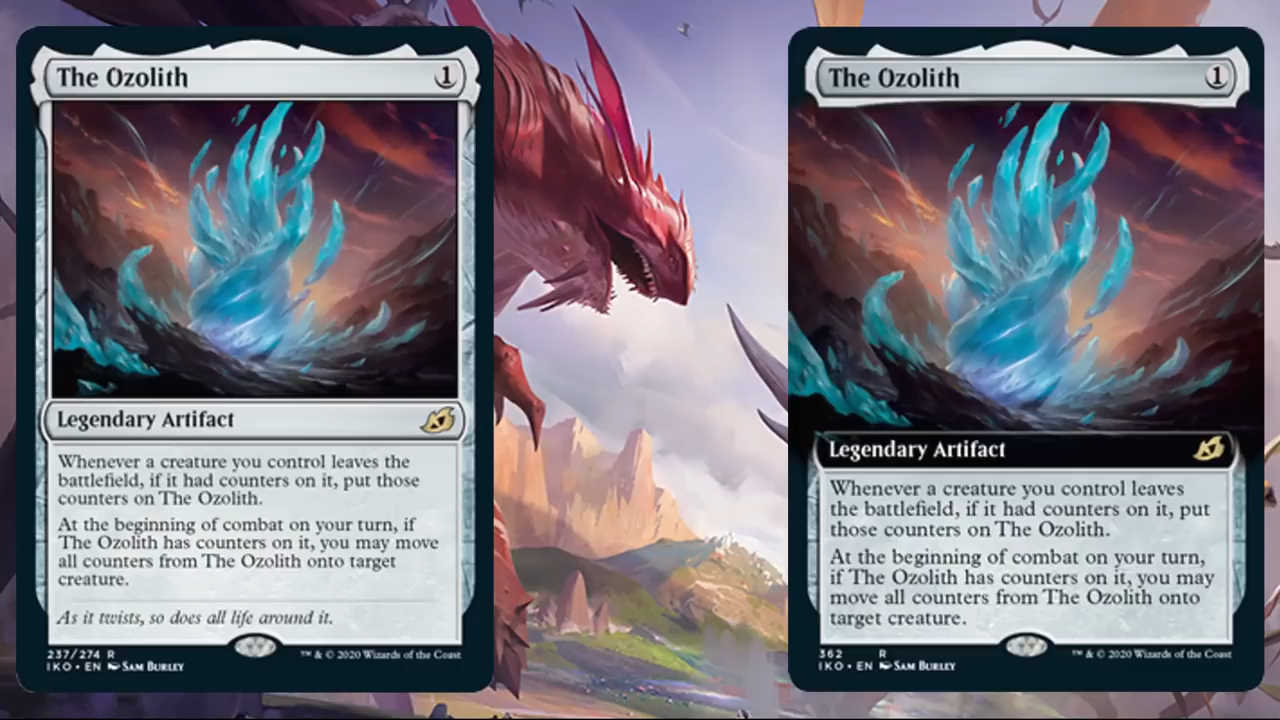 The Ozolith 1
Legendary Artifact
Whenever a creature you control leaves the
battlefield, if it had counters on it, put those
counters on The Ozolith.
At the beginning of combat on your turn, if
The Ozolith has counters on it, you may move
all counters from The Ozolith onto target
creature.
As it twists, so does all life around it.
237/274 R
IKO • EN SAM BURLEY
™ & © 2020 Wizards of the Coast
The Ozolith 1
Legendary Artifact
Whenever a creature you control leaves
the battlefield, if it had counters on it, put
those counters on The Ozolith.
At the beginning of combat on your turn,
if The Ozolith has counters on it, you may
move all counters from The Ozolith onto
target creature.
362 R
IKO • EN SAM BURLEY
™ & © 2020 Wizards of the Coast